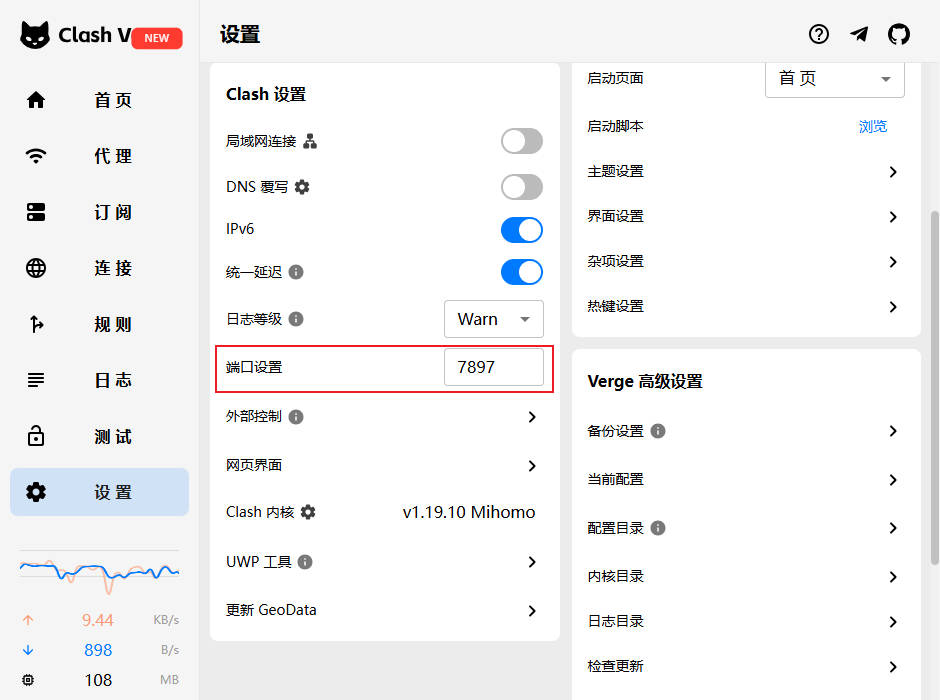 Clash V NEW
首 页
代 理
订 阅
连 接
规 则
日 志
测 试
设 置
9.44 KB/s
898 B/s
108 MB
设置
Clash 设置
局域网连接
DNS 覆写
IPv6
统一延迟
日志等级 Warn
端口设置 7897
外部控制
网页界面
Clash 内核 v1.19.10 Mihomo
UWP 工具
更新 GeoData
启动页面 首 页
启动脚本 浏览
主题设置
界面设置
杂项设置
热键设置
Verge 高级设置
备份设置
当前配置
配置目录
内核目录
日志目录
检查更新